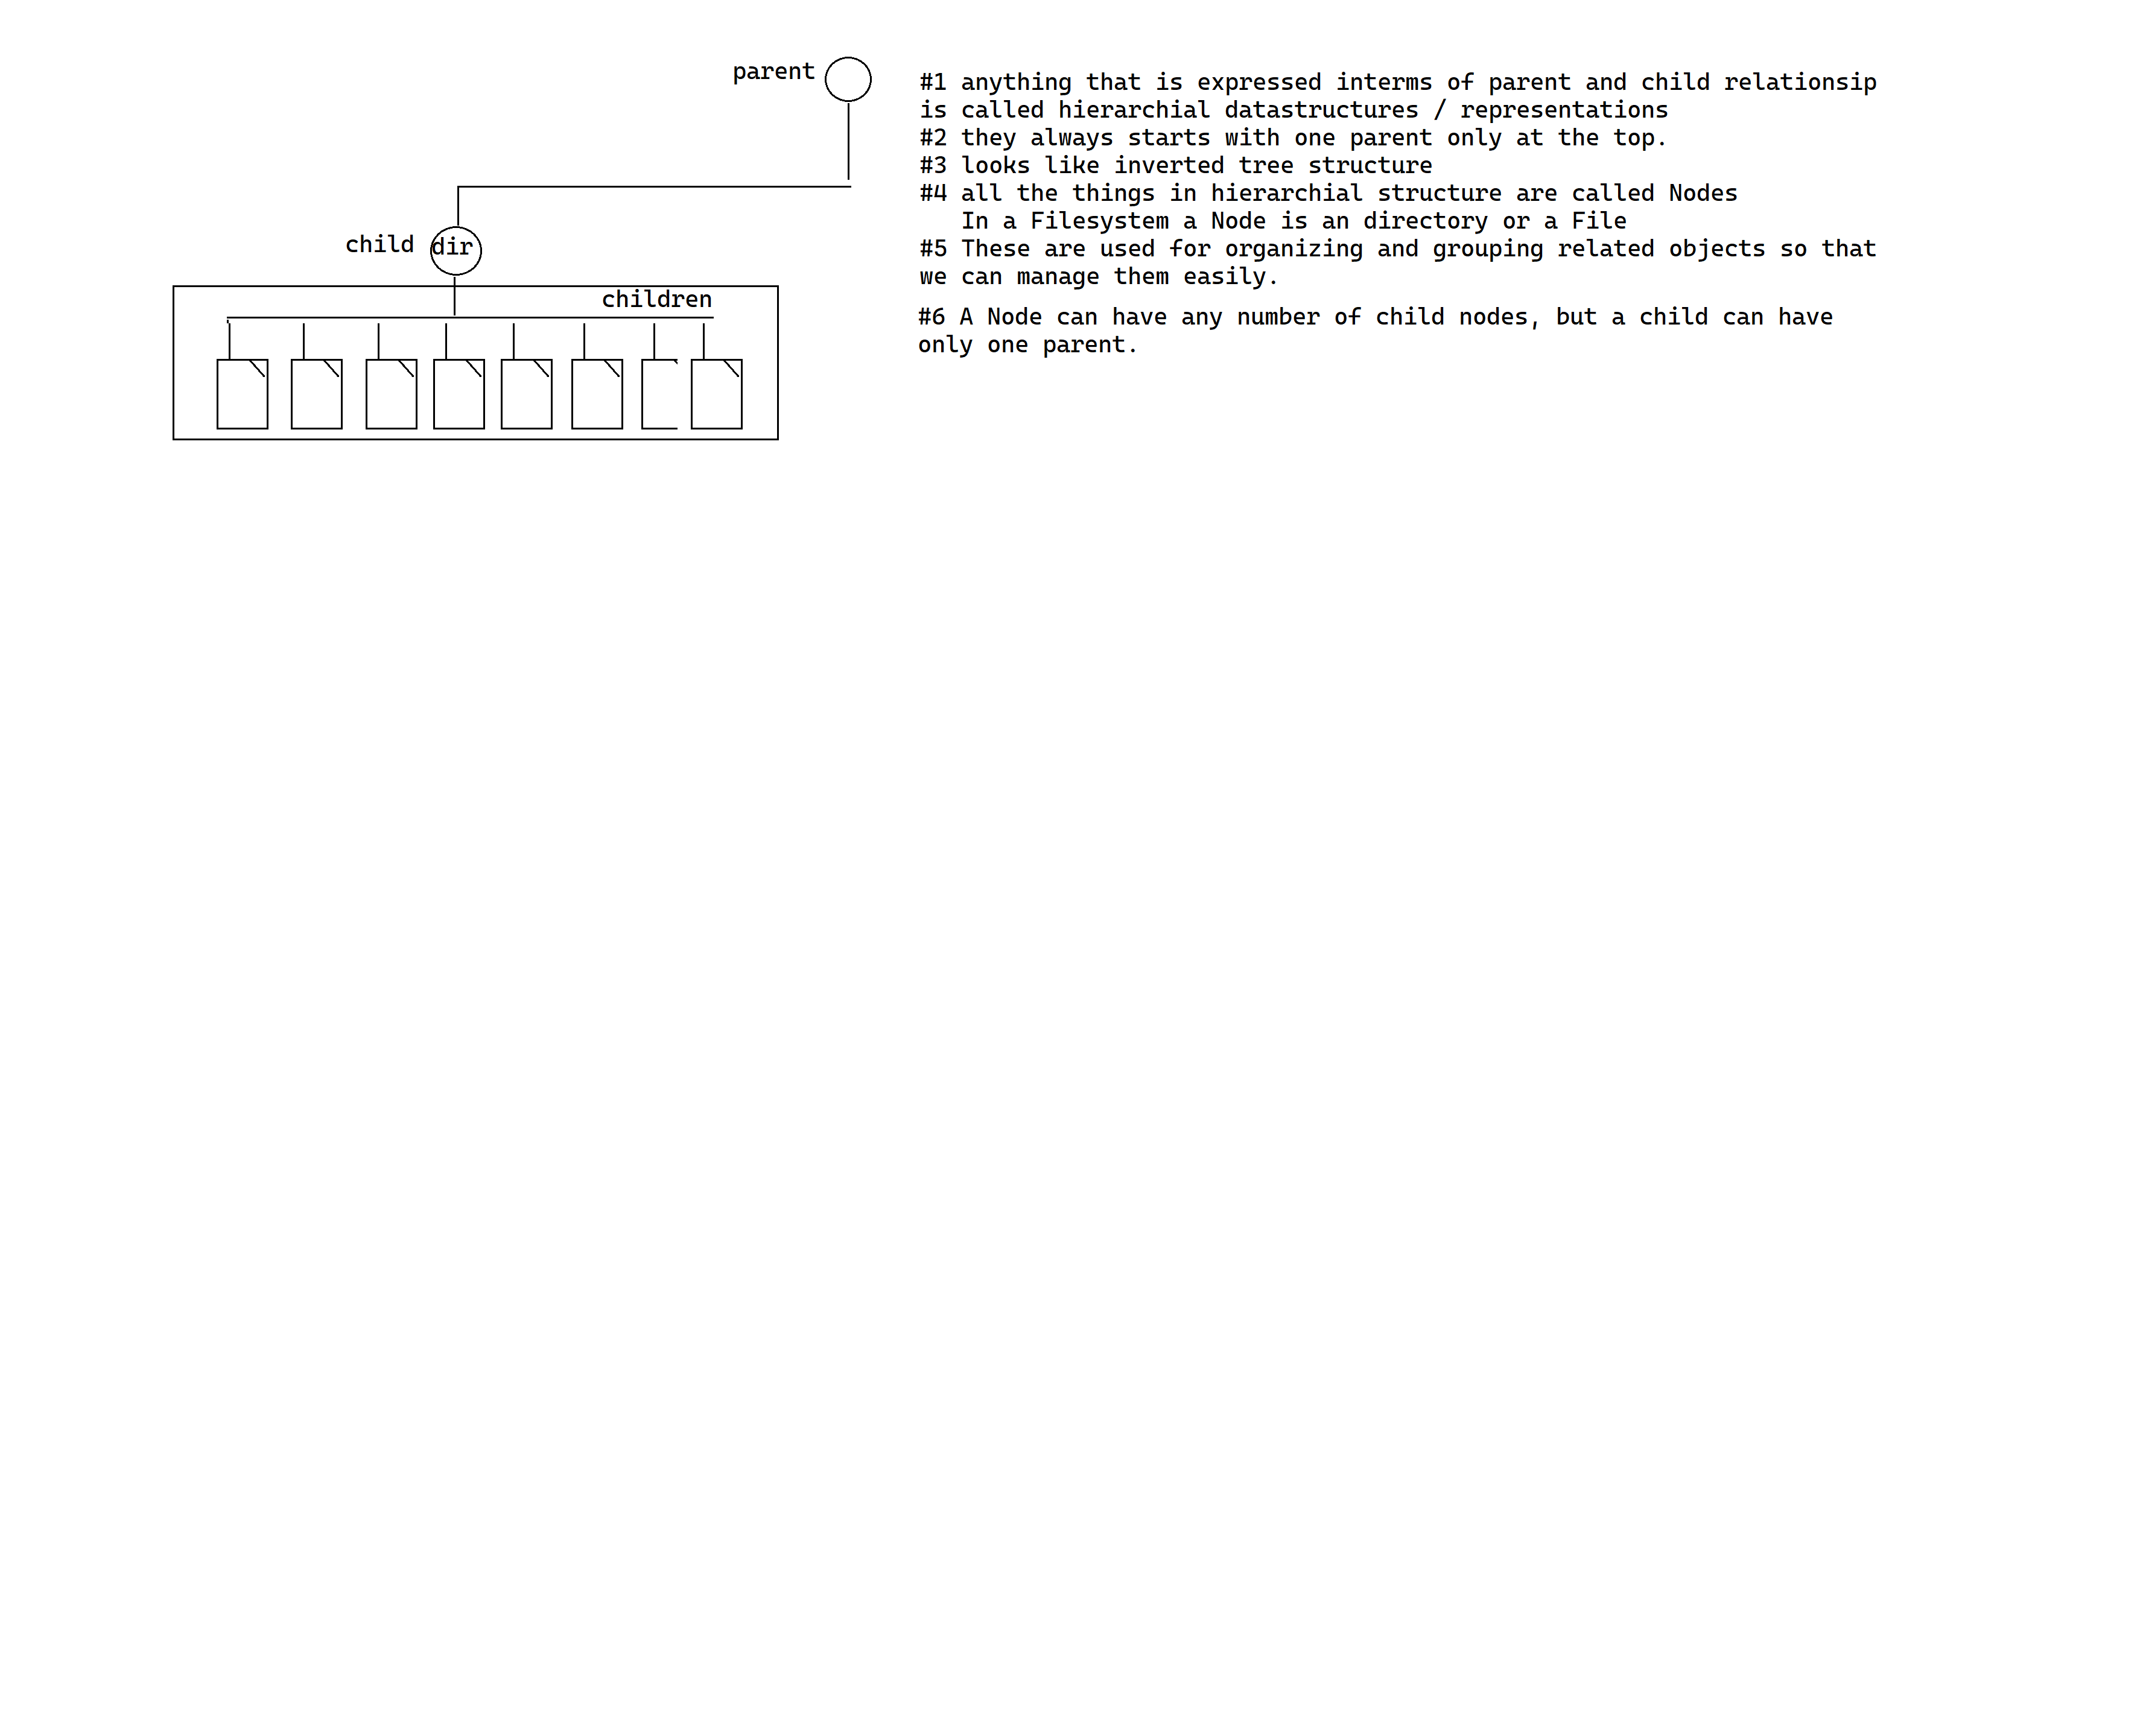 parent
#1 anything that is expressed interms of parent and child relationsip
is called hierarchial datastructures / representations
#2 they always starts with one parent only at the top.
#3 looks like inverted tree structure
#4 all the things in hierarchial structure are called Nodes
In a Filesystem a Node is an directory or a File
#5 These are used for organizing and grouping related objects so that
we can manage them easily.
#6 A Node can have any number of child nodes, but a child can have
only one parent.
child dir
children